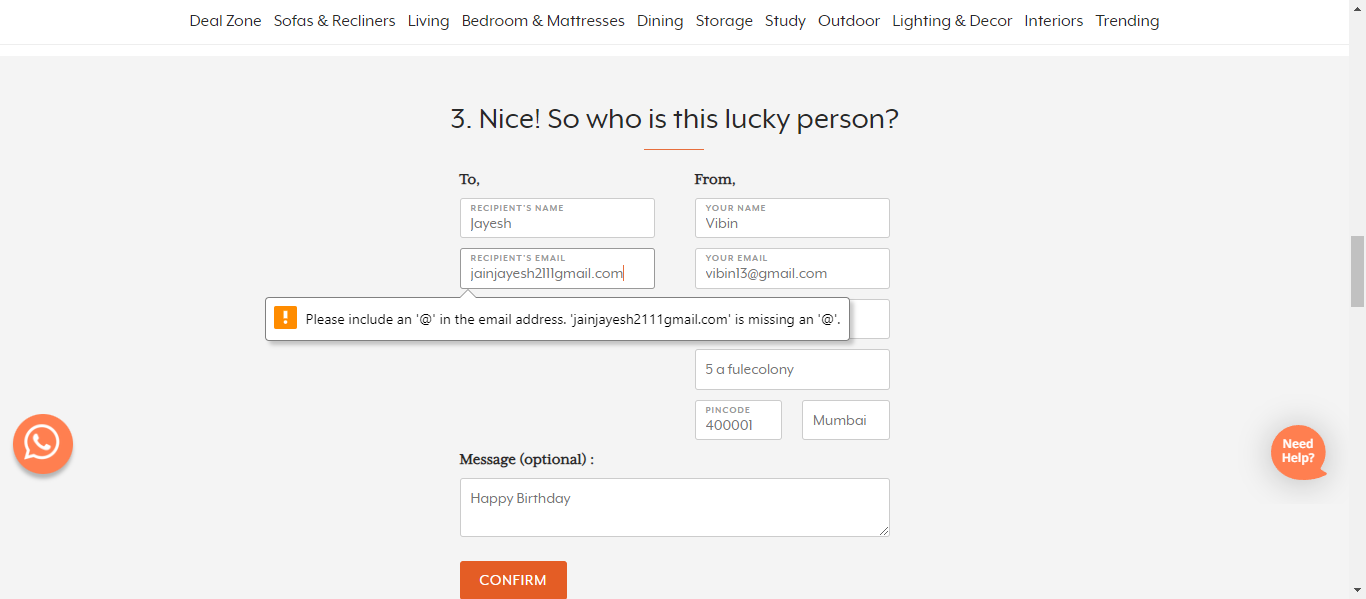 Deal Zone Sofas & Recliners Living Bedroom & Mattresses Dining Storage Study Outdoor Lighting & Decor Interiors Trending
3. Nice! So who is this lucky person?
To,
From,
RECIPIENT'S NAME
Jayesh
YOUR NAME
Vibin
RECIPIENT'S EMAIL
jainjayesh2111gmail.com
YOUR EMAIL
vibin13@gmail.com
! Please include an '@' in the email address. 'jainjayesh2111gmail.com' is missing an '@'.
5 a fulecolony
PINCODE
400001
Mumbai
Need
Help?
Message (optional) :
Happy Birthday
CONFIRM